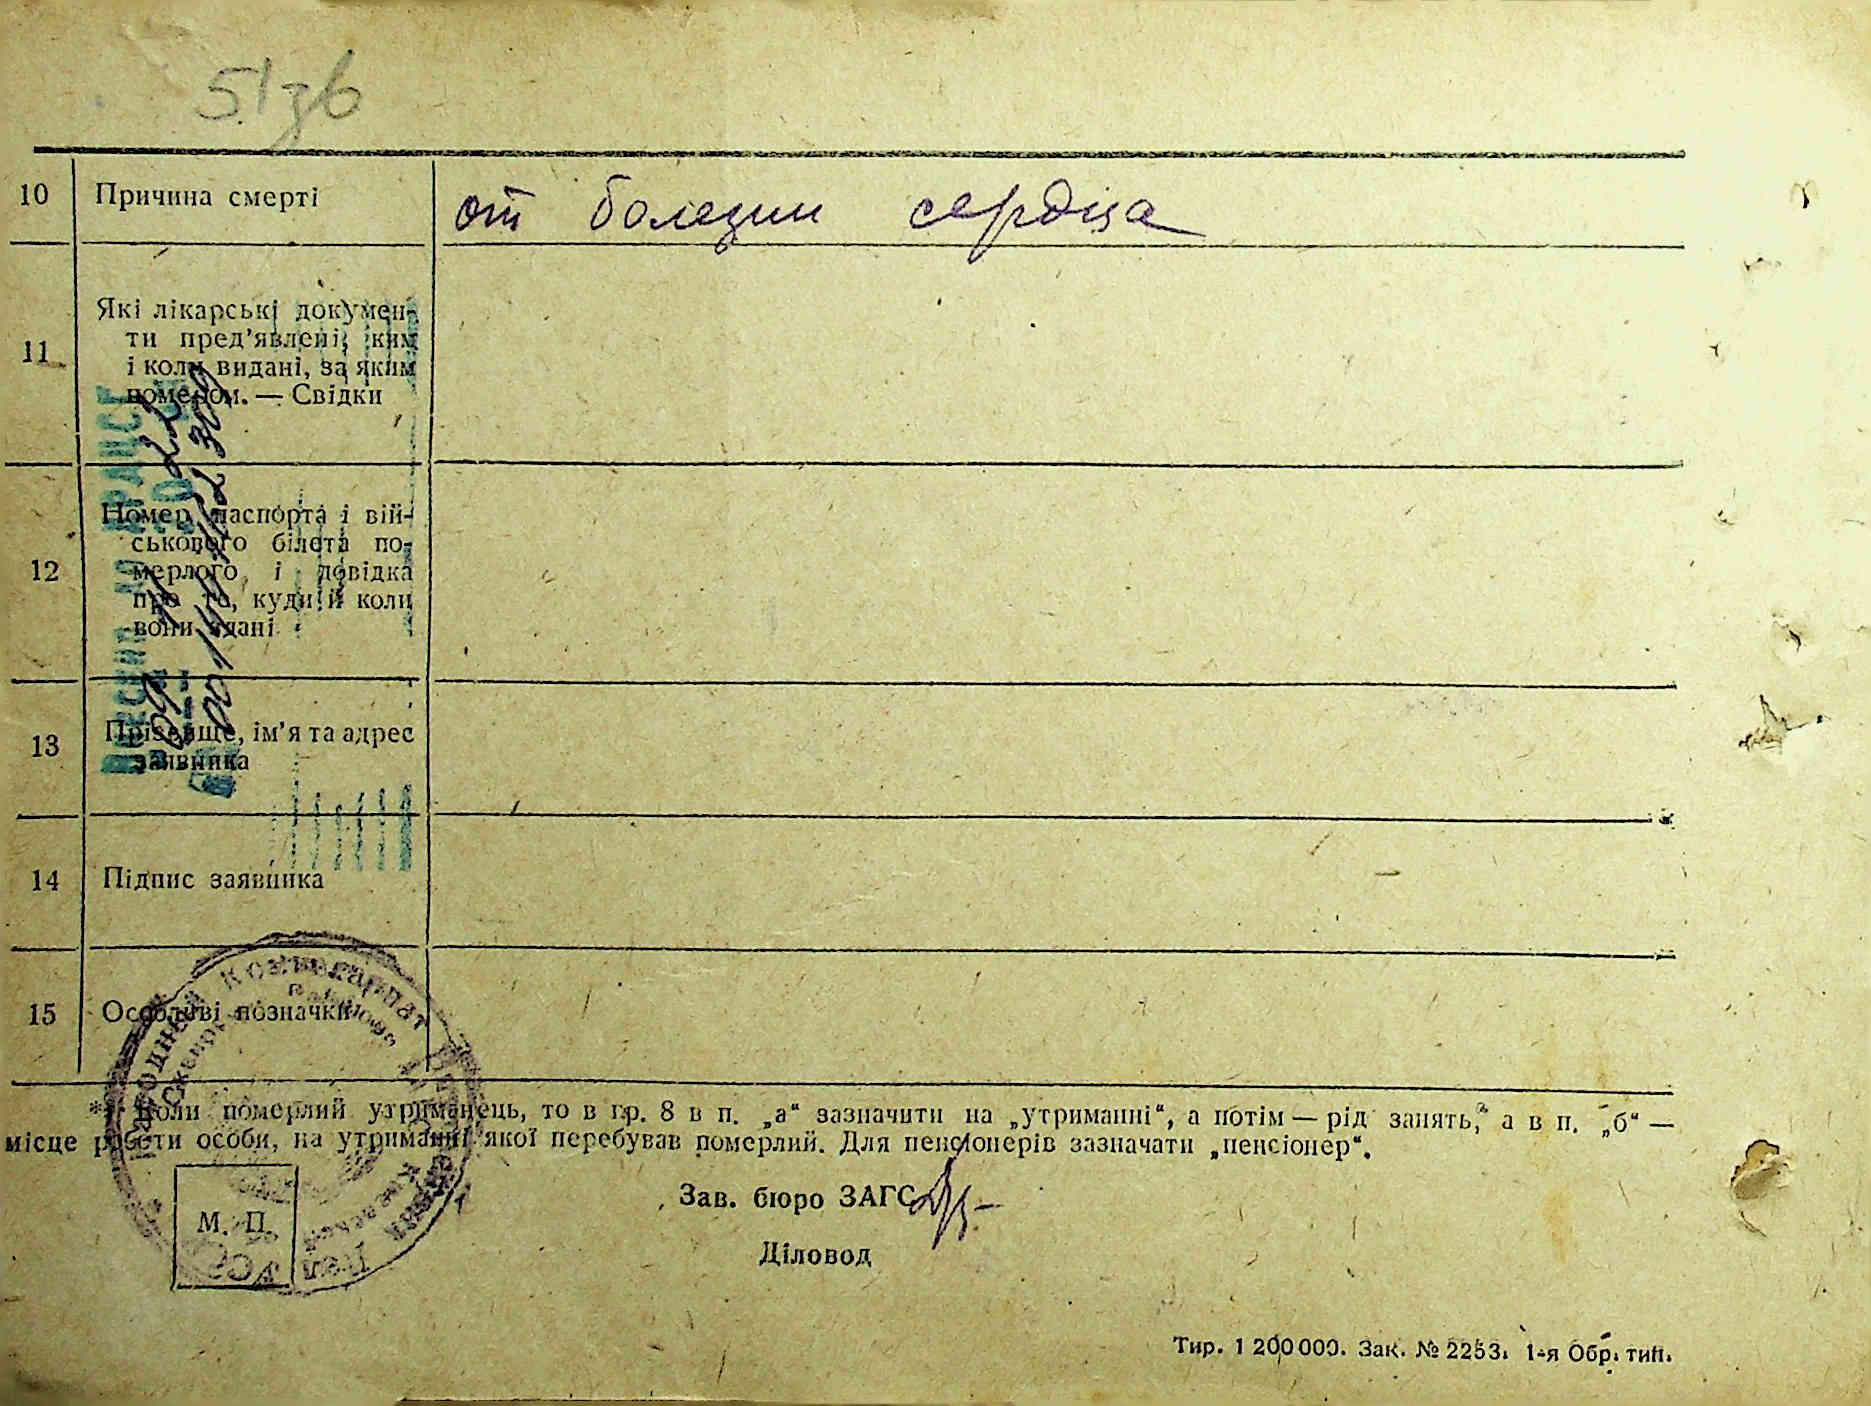 51зв
10 Причина смерті от болезни сердца
11 Які лікарські докумен-
ти пред'явлені, ким
і коли видані, за яким
номером. — Свідки
12 Номер паспорта і вій-
ськового білета по-
мерлого і довідка
про то, куди й коли
вони здані
13 Прізвище, ім'я та адрес
заявника
14 Підпис заявника
15 Особливі позначки
*) Коли померлий утриманець, то в гр. 8 в п. „а“ зазначити на „утриманні“, а потім — рід занять, а в п. „б“ —
місце роботи особи, на утриманні якої перебував померлий. Для пенсіонерів зазначати „пенсіонер“.
Зав. бюро ЗАГС
М. П.
Діловод
Тир. 1 200 000. Зак. № 2253. 1-я Обр. тип.